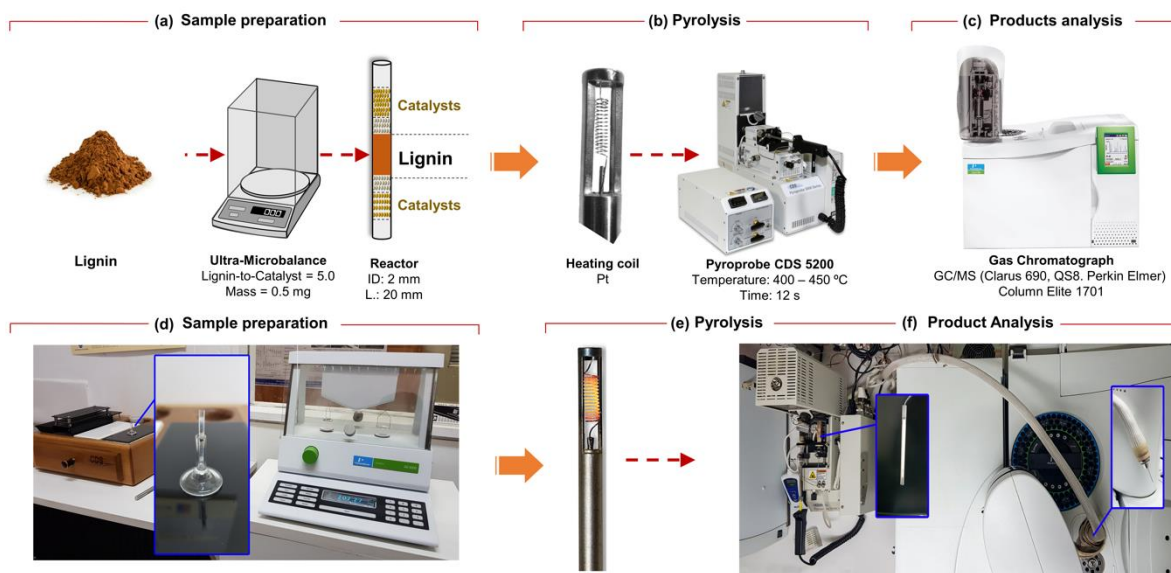 (a) Sample preparation
(b) Pyrolysis
(c) Products analysis
Catalysts
Lignin
Catalysts
000
Lignin
Ultra-Microbalance
Lignin-to-Catalyst = 5.0
Mass = 0.5 mg
Reactor
ID: 2 mm
L.: 20 mm
Heating coil
Pt
Pyroprobe CDS 5200
Temperature: 400 – 450 ºC
Time: 12 s
Gas Chromatograph
GC/MS (Clarus 690, QS8. Perkin Elmer)
Column Elite 1701
(d) Sample preparation
(e) Pyrolysis
(f) Product Analysis
CDS